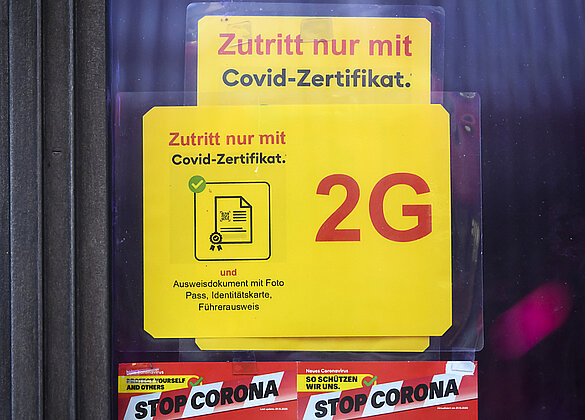 Zutritt nur mit
Covid-Zertifikat.
Zutritt nur mit
Covid-Zertifikat.
2G
und
Ausweisdokument mit Foto
Pass, Identitätskarte,
Führerausweis
PROTECT YOURSELF
AND OTHERS
STOP CORONA
Neues Coronavirus
SO SCHÜTZEN
WIR UNS.
STOP CORONA